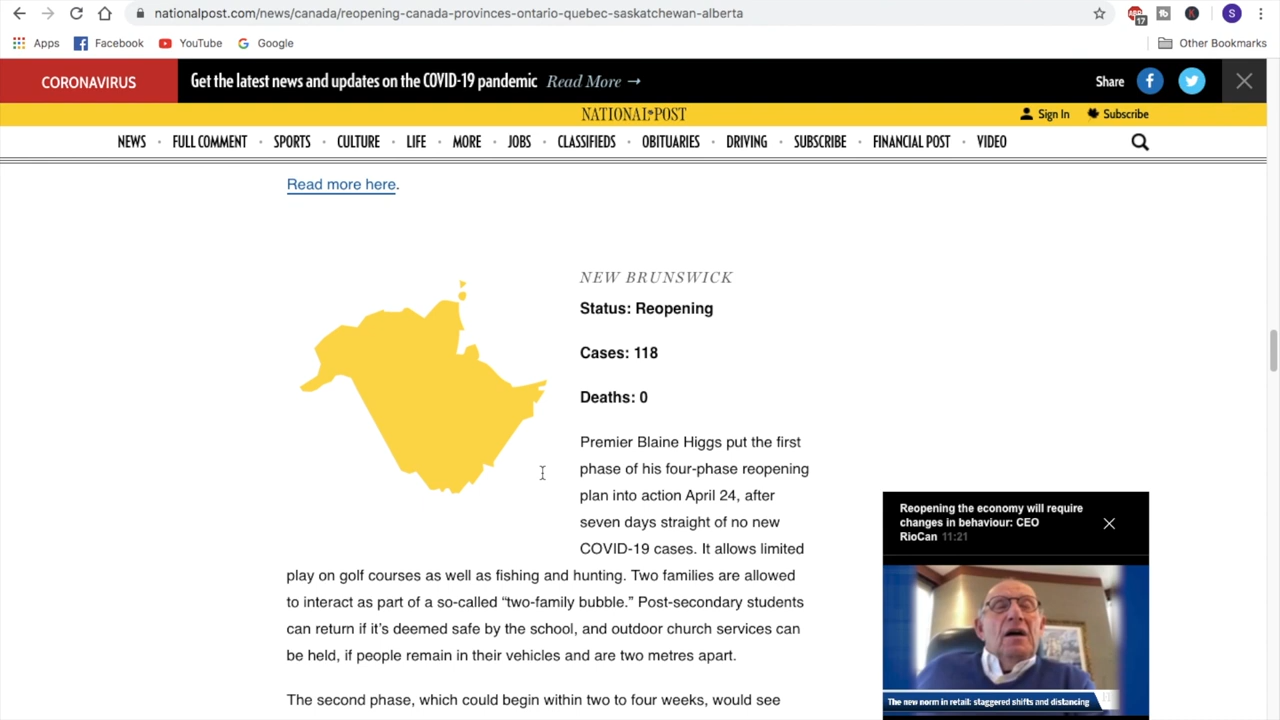 nationalpost.com/news/canada/reopening-canada-provinces-ontario-quebec-saskatchewan-alberta
ABP
17
tb
K
S
Apps
Facebook
YouTube
Google
Other Bookmarks
CORONAVIRUS
Get the latest news and updates on the COVID-19 pandemic Read More →
Share
NATIONAL POST
Sign In
Subscribe
NEWS • FULL COMMENT • SPORTS • CULTURE • LIFE • MORE • JOBS • CLASSIFIEDS • OBITUARIES • DRIVING • SUBSCRIBE • FINANCIAL POST • VIDEO
Read more here.
NEW BRUNSWICK
Status: Reopening
Cases: 118
Deaths: 0
Premier Blaine Higgs put the first
phase of his four-phase reopening
plan into action April 24, after
seven days straight of no new
COVID-19 cases. It allows limited
play on golf courses as well as fishing and hunting. Two families are allowed
to interact as part of a so-called “two-family bubble.” Post-secondary students
can return if it’s deemed safe by the school, and outdoor church services can
be held, if people remain in their vehicles and are two metres apart.
The second phase, which could begin within two to four weeks, would see
Reopening the economy will require
changes in behaviour: CEO
RioCan 11:21
The new norm in retail: staggered shifts and distancing